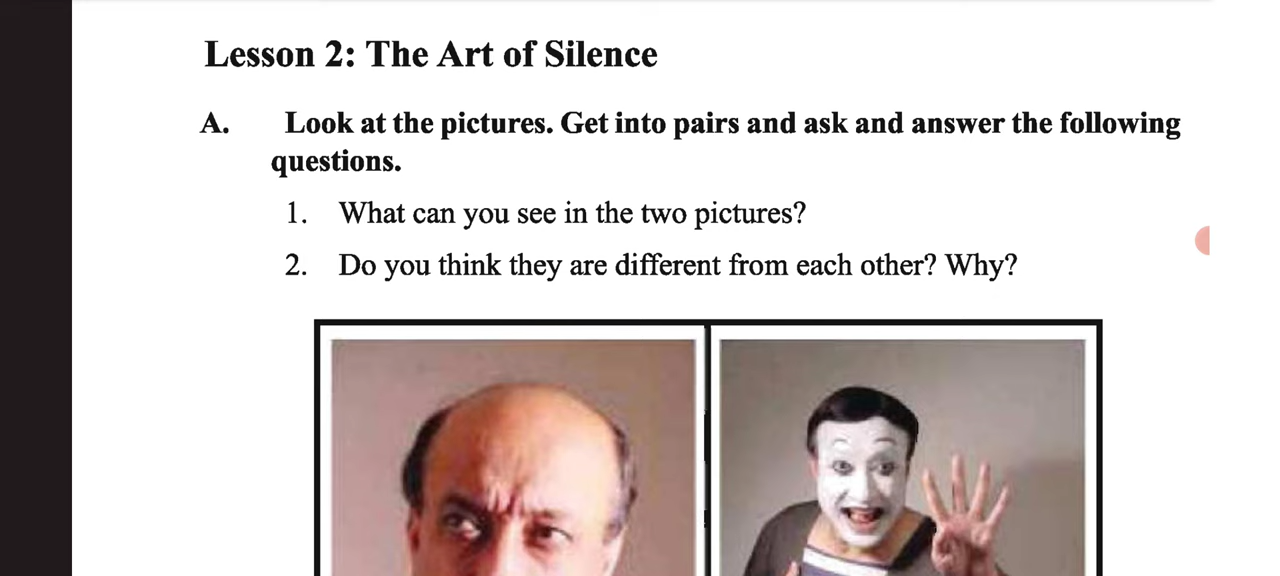 Lesson 2: The Art of Silence
A. Look at the pictures. Get into pairs and ask and answer the following
questions.
1. What can you see in the two pictures?
2. Do you think they are different from each other? Why?